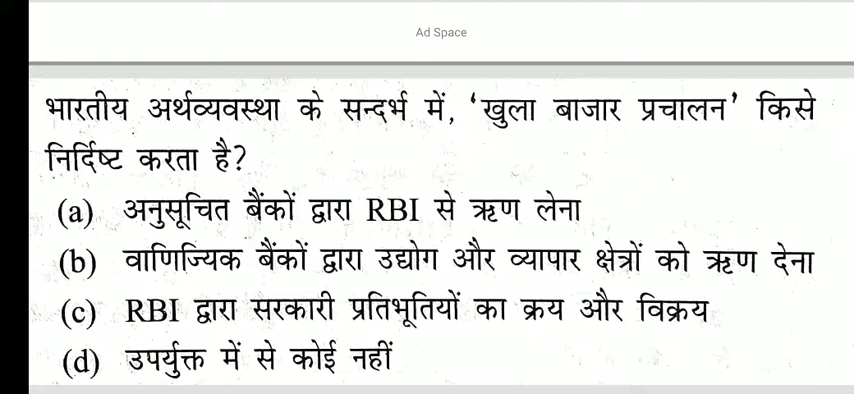 Ad Space
भारतीय अर्थव्यवस्था के सन्दर्भ में, 'खुला बाजार प्रचालन' किसे
निर्दिष्ट करता है?
(a) अनुसूचित बैंकों द्वारा RBI से ऋण लेना
(b) वाणिज्यिक बैंकों द्वारा उद्योग और व्यापार क्षेत्रों को ऋण देना
(c) RBI द्वारा सरकारी प्रतिभूतियों का क्रय और विक्रय
(d) उपर्युक्त में से कोई नहीं